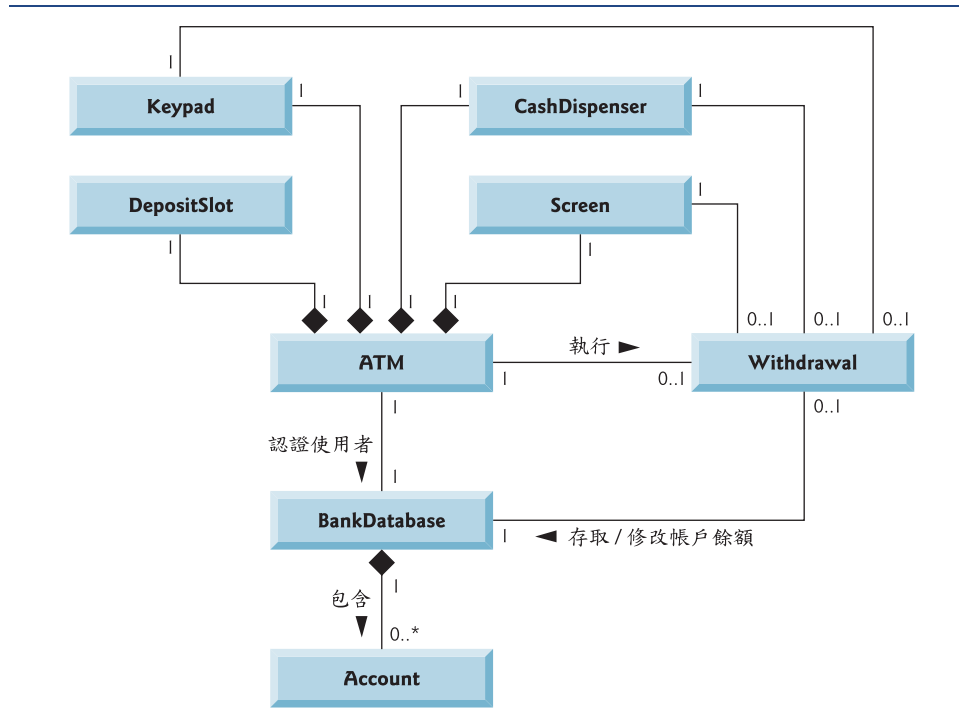 1
Keypad
1
1
CashDispenser
1
DepositSlot
Screen
1
1
1
1
1
1
1
0..1
0..1
0..1
ATM
執行
1
0..1
Withdrawal
1
0..1
認證使用者
1
BankDatabase
1
存取 / 修改帳戶餘額
1
包含
0..*
Account